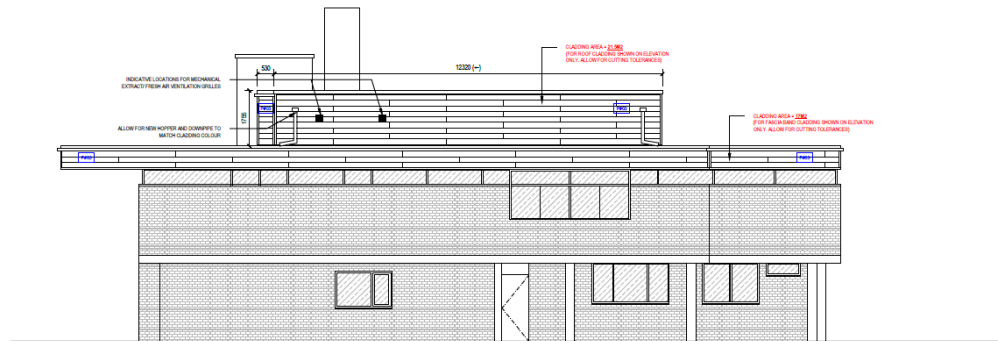 CLADDING AREA = 21.5M2
(FOR ROOF CLADDING SHOWN ON ELEVATION
ONLY. ALLOW FOR CUTTING TOLERANCES)
530
12320 (+-)
INDICATIVE LOCATIONS FOR MECHANICAL
EXTRACT/ FRESH AIR VENTILATION GRILLES
1755
ALLOW FOR NEW HOPPER AND DOWNPIPE TO
MATCH CLADDING COLOUR
CLADDING AREA = 17M2
(FOR FASCIA BAND CLADDING SHOWN ON ELEVATION
ONLY. ALLOW FOR CUTTING TOLERANCES)